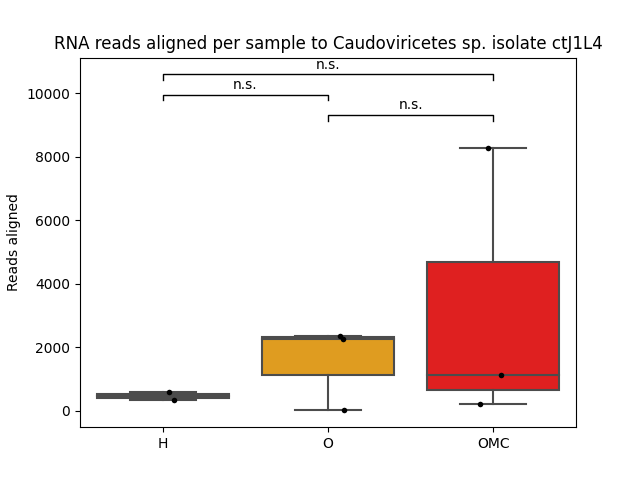 RNA reads aligned per sample to Caudoviricetes sp. isolate ctJ1L4
n.s.
n.s.
n.s.
10000
8000
6000
4000
2000
0
Reads aligned
H
O
OMC